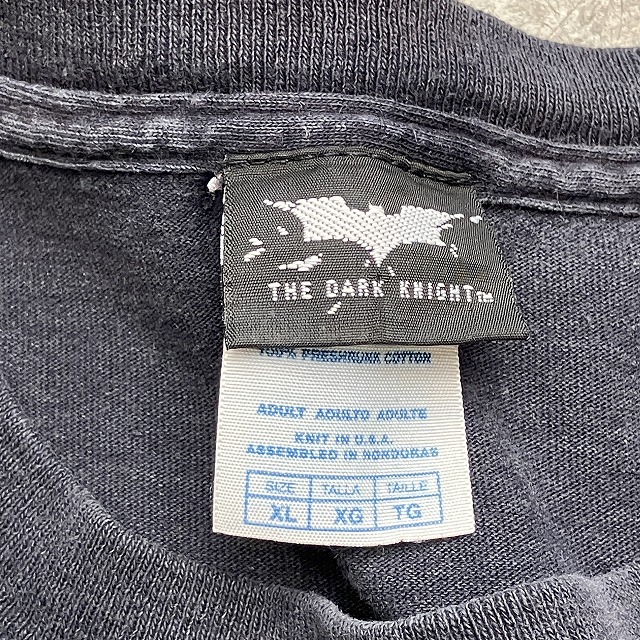 THE DARK KNIGHT™
100% PRESHRUNK COTTON
ADULT ADULTO ADULTE
KNIT IN U.S.A.
ASSEMBLED IN HONDURAS
SIZE TALLA TAILLE
XL XG TG